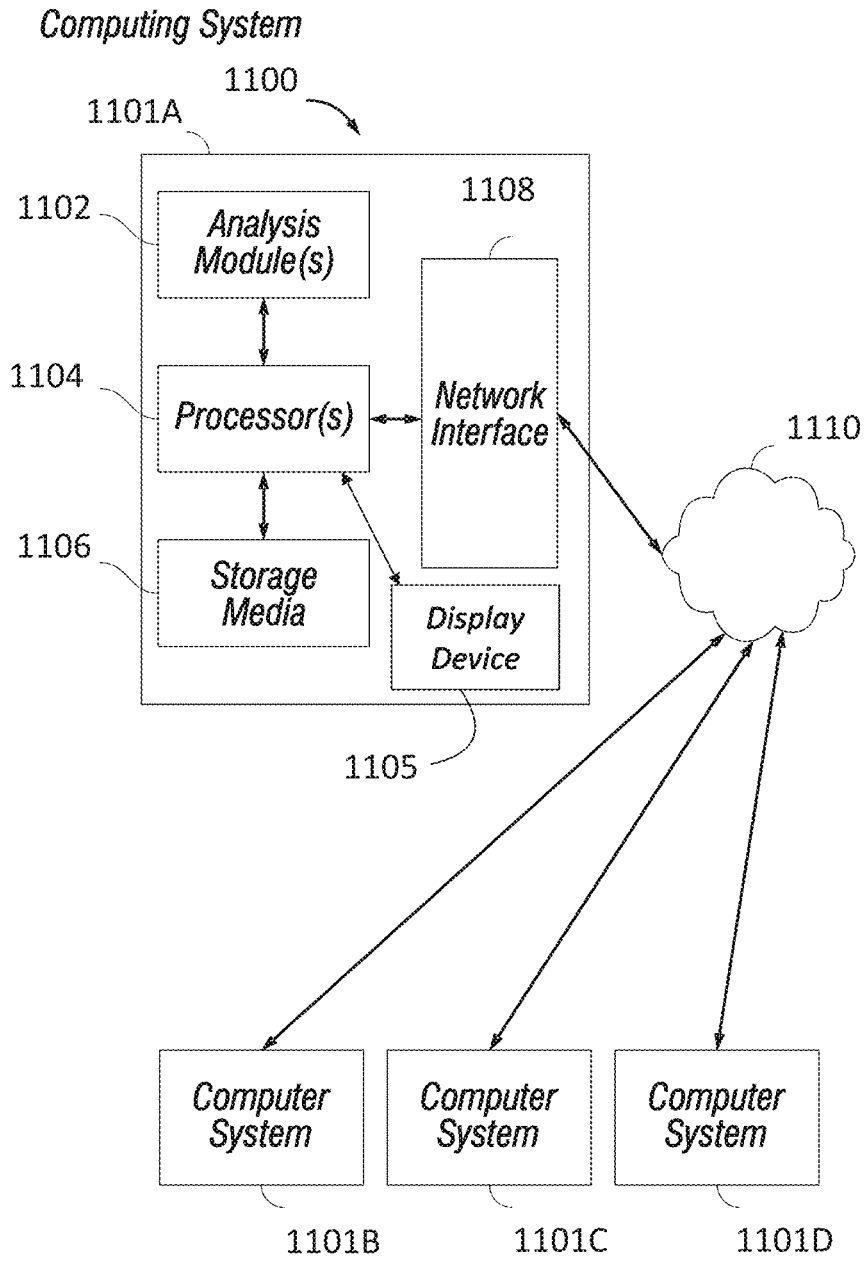 Computing System
1100
1101A
1102
Analysis
Module(s)
1108
1104
Processor(s)
Network
Interface
1110
1106
Storage
Media
Display
Device
1105
Computer
System
Computer
System
Computer
System
1101B
1101C
1101D